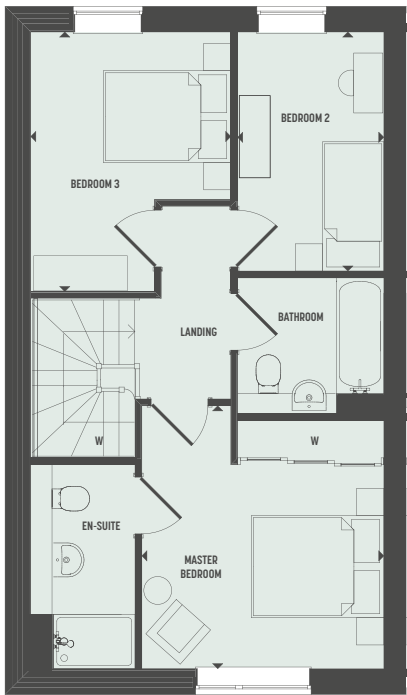 BEDROOM 2
BEDROOM 3
BATHROOM
LANDING
W
W
EN-SUITE
MASTER
BEDROOM